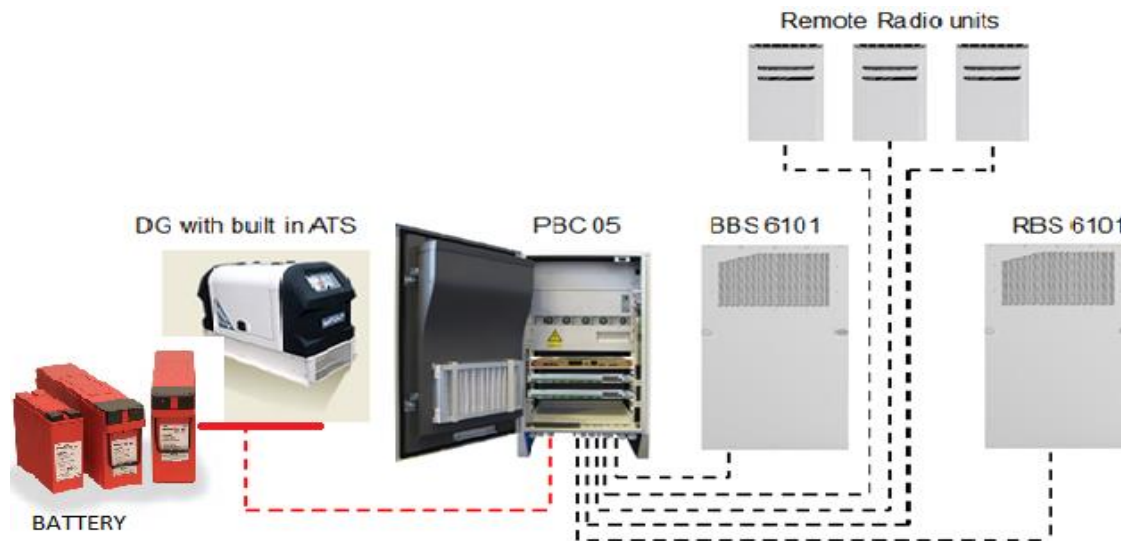 Remote Radio units
DG with built in ATS
PBC 05
BBS 6101
RBS 6101
BATTERY